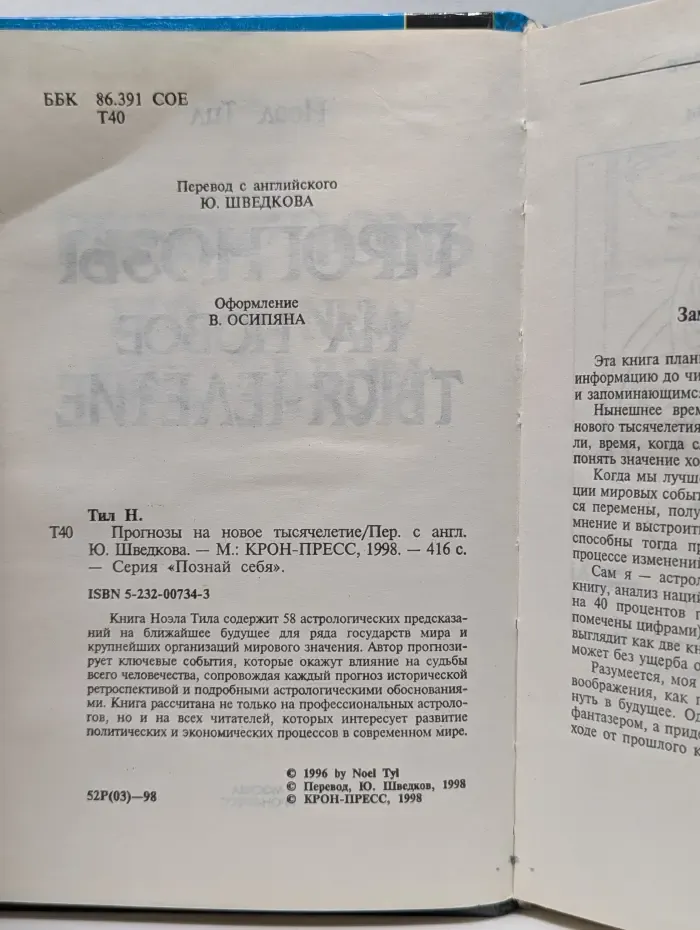 ББК 86.391 СОЕ
Т40
Перевод с английского
Ю. ШВЕДКОВА
Оформление
В. ОСИПЯНА
Тил Н.
Т40 Прогнозы на новое тысячелетие/Пер. с англ.
Ю. Шведкова. — М.: КРОН-ПРЕСС, 1998. — 416 с.
— Серия «Познай себя».
ISBN 5-232-00734-3
Книга Ноэла Тила содержит 58 астрологических предсказа-
ний на ближайшее будущее для ряда государств мира и
крупнейших организаций мирового значения. Автор прогнози-
рует ключевые события, которые окажут влияние на судьбы
всего человечества, сопровождая каждый прогноз исторической
ретроспективой и подробными астрологическими обоснования-
ми. Книга рассчитана не только на профессиональных астроло-
гов, но и на всех читателей, которых интересует развитие
политических и экономических процессов в современном мире.
52Р(03)—98
© 1996 by Noel Tyl
© Перевод, Ю. Шведков, 1998
© КРОН-ПРЕСС, 1998
Эта книга план
информацию до чи
и запоминающимс
Нынешнее врем
нового тысячелетия
ли, время, когда с
понять значение хо
Когда мы лучш
ции мировых событ
ся перемены, полу
мнение и выстроит
способны тогда пр
процессе изменений
Сам я — астрол
книгу, анализ наций
на 40 процентов п
помечены цифрами)
выглядит как две кн
может без ущерба о
Разумеется, моя
воображения, как п
нуть в будущее. Од
фантазером, а приде
ходе от прошлого к